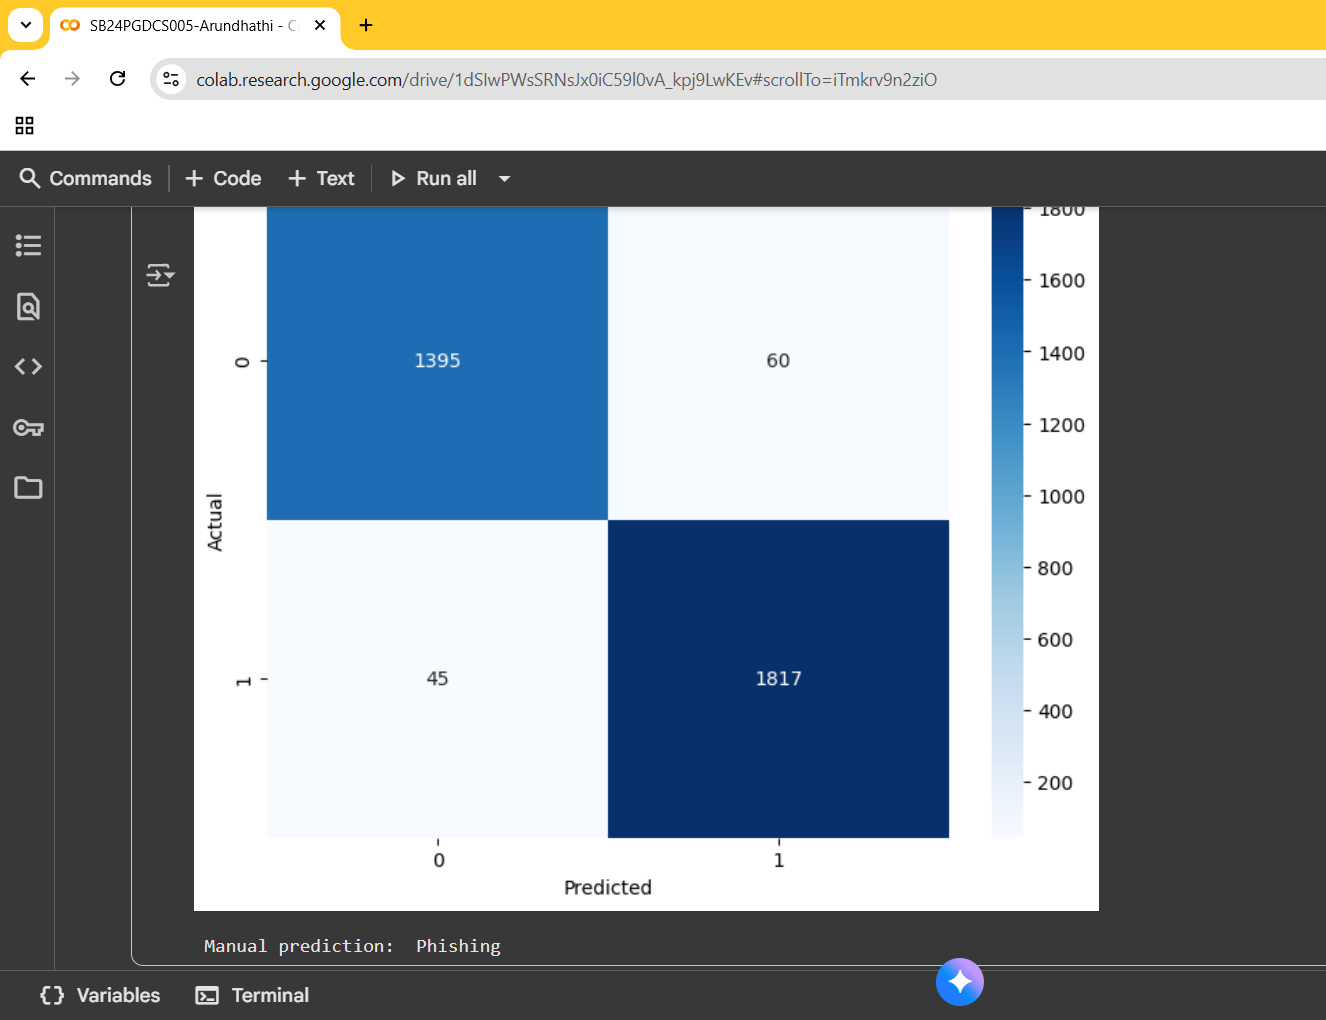 SB24PGDCS005-Arundhathi - C
colab.research.google.com/drive/1dSIwPWsSRNsJx0iC59l0vA_kpj9LwKEv#scrollTo=iTmkrv9n2ziO
Commands + Code + Text Run all
1800
1600
0 1395 60 1400
1200
1000
Actual
800
600
1 45 1817
400
200
0 1
Predicted
Manual prediction: Phishing
Variables Terminal